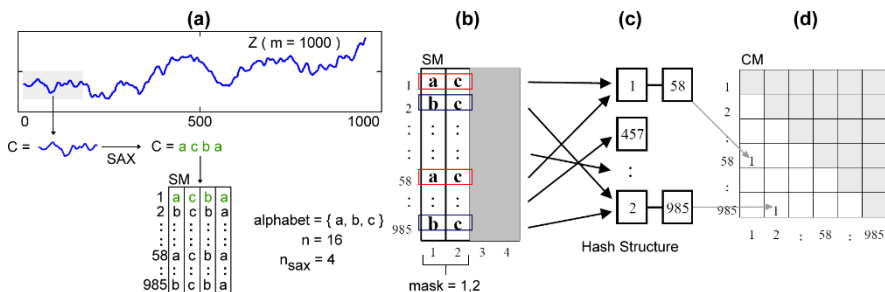 (a)
Z ( m = 1000 )
0 500 1000
C = SAX C = a c b a
SM
1 a c b a
2 b c b a
: : : : :
: : : : :
58 a c b a
: : : : :
985 b c b a
alphabet = { a, b, c }
n = 16
nsax = 4
(b)
SM
1 a c
2 b c
: :
: :
58 a c
: :
985 b c
1 2 3 4
mask = 1,2
(c)
1 58
457
:
2 985
Hash Structure
(d)
CM
1
2
:
58 1
:
985 1
1 2 : 58 : 985